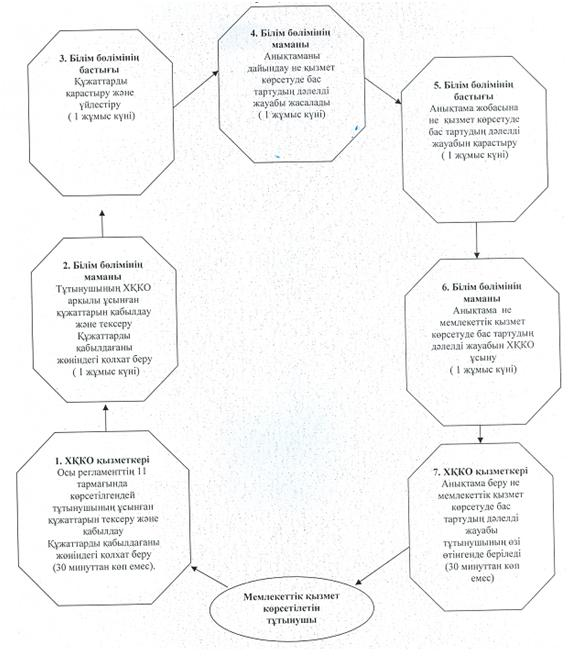 3. Білім бөлімінің
бастығы
Құжаттарды
қарастыру және
үйлестіру
( 1 жұмыс күні)
4. Білім бөлімінің
маманы
Анықтаманы
дайындау не қызмет
көрсетуде бас
тартудың дәлелді
жауабы жасалады
( 1 жұмыс күні)
5. Білім бөлімінің
бастығы
Анықтама жобасына
не қызмет көрсетуде
бас тартудың дәлелді
жауабын қарастыру
( 1 жұмыс күні)
2. Білім бөлімінің
маманы
Тұтынушының ХҚКО
арқылы ұсынған
құжаттарын қабылдау
және тексеру
Құжаттарды
қабылдағаны
жөніндегі қолхат беру
( 1 жұмыс күні)
6. Білім бөлімінің
маманы
Анықтама не
мемлекеттік қызмет
көрсетуде бас тартудың
дәлелді жауабын ХҚКО
ұсыну
( 1 жұмыс күні)
1. ХҚКО қызметкері
Осы регламенттің 11
тармағында
көрсетілгендей
тұтынушының ұсынған
құжаттарын тексеру және
қабылдау
Құжаттарды қабылдағаны
жөніндегі қолхат беру
(30 минуттан көп емес).
7. ХҚКО қызметкері
Анықтама беру не
мемлекеттік қызмет
көрсетуде бас
тартудың дәлелді
жауабы
тұтынушының өзі
өтінгенде беріледі
(30 минуттан көп
емес)
Мемлекеттік қызмет
көрсетілетін
тұтынушы